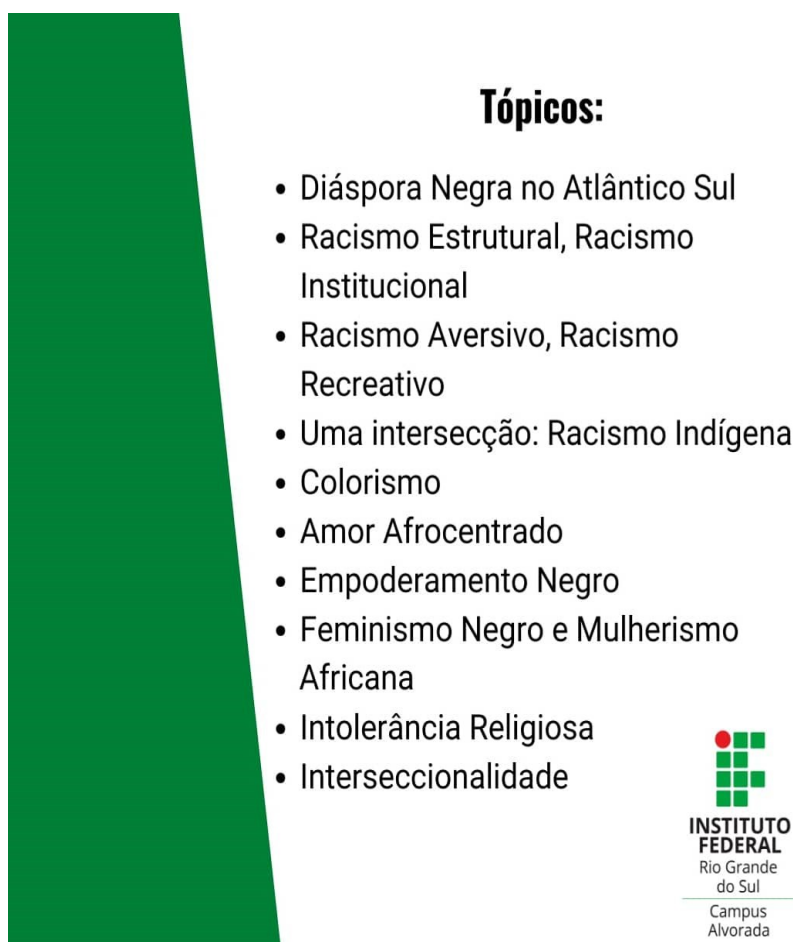 Tópicos:
• Diáspora Negra no Atlântico Sul
• Racismo Estrutural, Racismo
Institucional
• Racismo Aversivo, Racismo
Recreativo
• Uma intersecção: Racismo Indígena
• Colorismo
• Amor Afrocentrado
• Empoderamento Negro
• Feminismo Negro e Mulherismo
Africana
• Intolerância Religiosa
• Interseccionalidade
INSTITUTO
FEDERAL
Rio Grande
do Sul
Campus
Alvorada